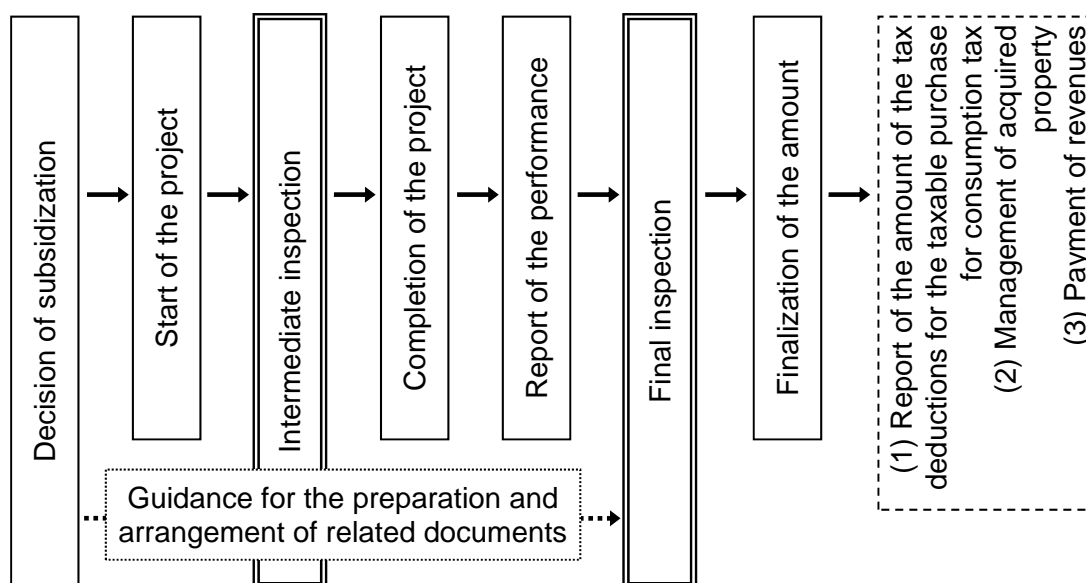 Decision of subsidization
Start of the project
Intermediate inspection
Completion of the project
Report of the performance
Final inspection
Finalization of the amount
(1) Report of the amount of the tax
deductions for the taxable purchase
for consumption tax
(2) Management of acquired
property
(3) Payment of revenues
Guidance for the preparation and
arrangement of related documents